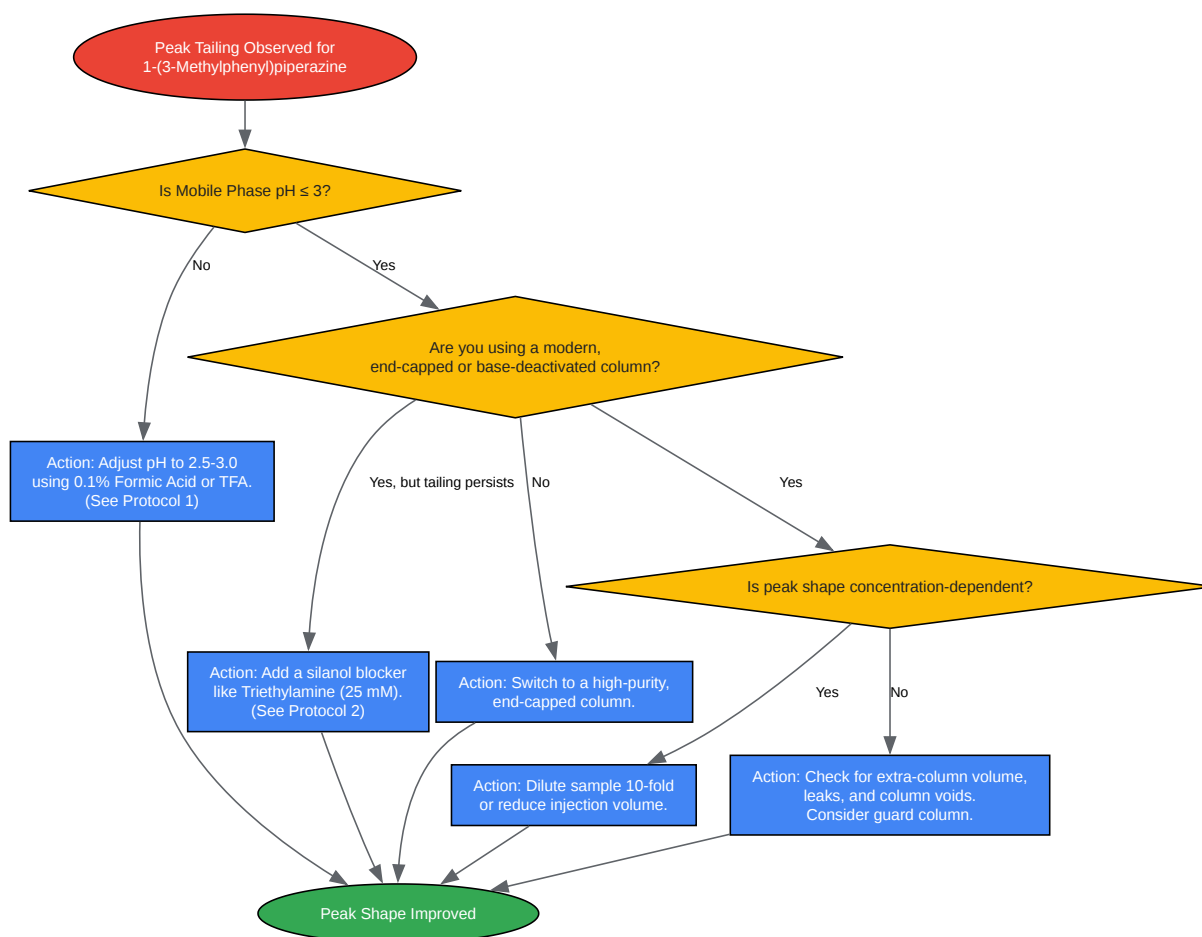 Peak Tailing Observed for
1-(3-Methylphenyl)piperazine
Is Mobile Phase pH ≤ 3?
No
Yes
Are you using a modern,
end-capped or base-deactivated column?
Action: Adjust pH to 2.5-3.0
using 0.1% Formic Acid or TFA.
(See Protocol 1)
Yes, but tailing persists
No
Yes
Is peak shape concentration-dependent?
Action: Add a silanol blocker
like Triethylamine (25 mM).
(See Protocol 2)
Action: Switch to a high-purity,
end-capped column.
Yes
No
Action: Dilute sample 10-fold
or reduce injection volume.
Action: Check for extra-column volume,
leaks, and column voids.
Consider guard column.
Peak Shape Improved